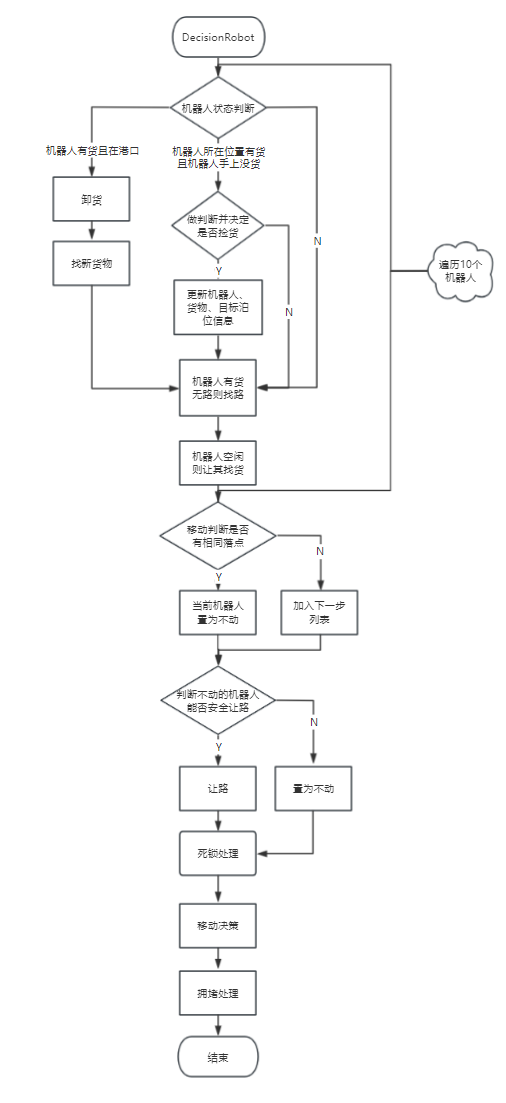 DecisionRobot
机器人状态判断
机器人有货且在港口
机器人所在位置有货
且机器人手上没货
卸货
做判断并决定
是否捡货
N
找新货物
Y
遍历10个
机器人
更新机器人、
货物、目标泊
位信息
N
机器人有货
无路则找路
机器人空闲
则让其找货
移动判断是否
有相同落点
N
Y
当前机器人
置为不动
加入下一步
列表
判断不动的机器人
能否安全让路
N
Y
让路
置为不动
死锁处理
移动决策
拥堵处理
结束